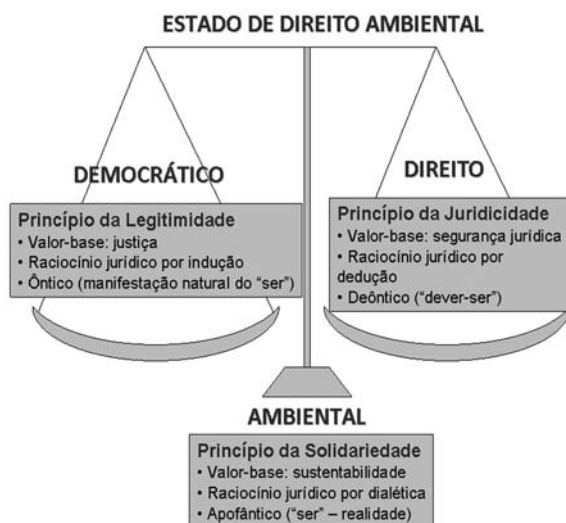 ESTADO DE DIREITO AMBIENTAL
DEMOCRÁTICO
Princípio da Legitimidade
• Valor-base: justiça
• Raciocínio jurídico por indução
• Ôntico (manifestação natural do “ser”)
DIREITO
Princípio da Juridicidade
• Valor-base: segurança jurídica
• Raciocínio jurídico por
dedução
• Deôntico (“dever-ser”)
AMBIENTAL
Princípio da Solidariedade
• Valor-base: sustentabilidade
• Raciocínio jurídico por dialética
• Apofântico (“ser” – realidade)